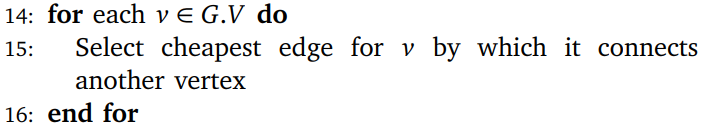 14: for each v ∈ G.V do
15: Select cheapest edge for v by which it connects
another vertex
16: end for